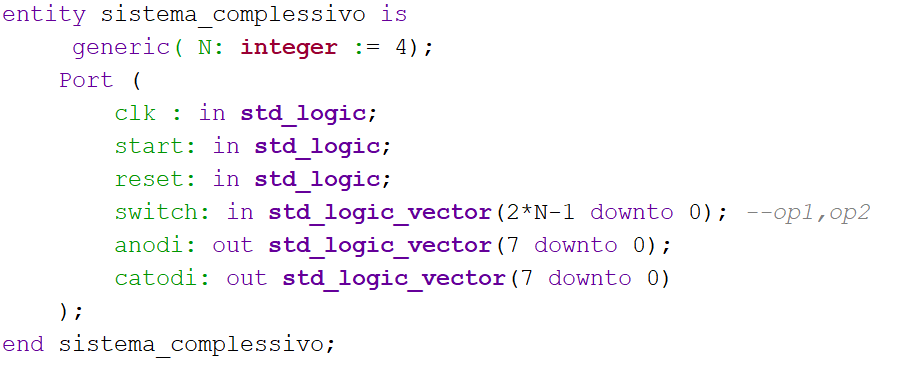 entity sistema_complessivo is
generic( N: integer := 4);
Port (
clk : in std_logic;
start: in std_logic;
reset: in std_logic;
switch: in std_logic_vector(2*N-1 downto 0); --op1,op2
anodi: out std_logic_vector(7 downto 0);
catodi: out std_logic_vector(7 downto 0)
);
end sistema_complessivo;